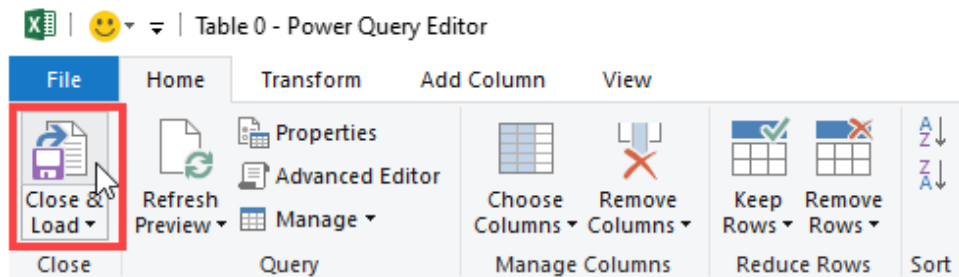 Table 0 - Power Query Editor
File Home Transform Add Column View
Properties
Advanced Editor
Manage
Close &
Load
Refresh
Preview
Choose
Columns
Remove
Columns
Keep
Rows
Remove
Rows
A
Z
Z
A
Close Query Manage Columns Reduce Rows Sort